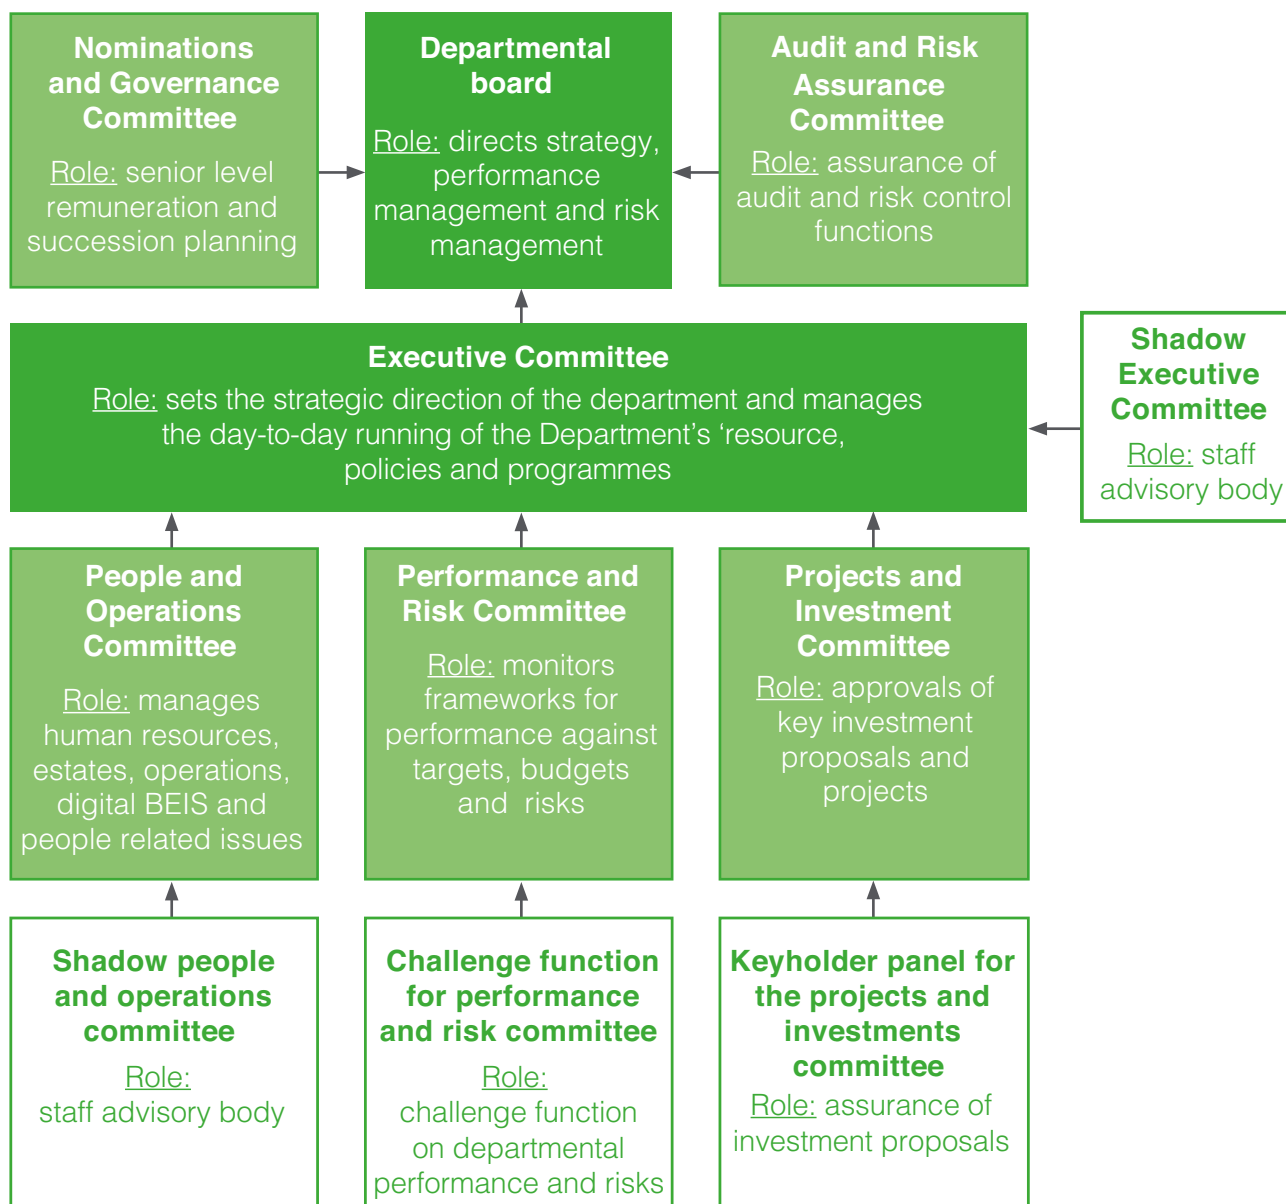 Nominations
and Governance
Committee
Role: senior level
remuneration and
succession planning
Departmental
board
Role: directs strategy,
performance
management and risk
management
Audit and Risk
Assurance
Committee
Role: assurance of
audit and risk control
functions
Executive Committee
Role: sets the strategic direction of the department and manages
the day-to-day running of the Department’s ‘resource,
policies and programmes
Shadow
Executive
Committee
Role: staff
advisory body
People and
Operations
Committee
Role: manages
human resources,
estates, operations,
digital BEIS and
people related issues
Performance and
Risk Committee
Role: monitors
frameworks for
performance against
targets, budgets
and risks
Projects and
Investment
Committee
Role: approvals of
key investment
proposals and
projects
Shadow people
and operations
committee
Role:
staff advisory body
Challenge function
for performance
and risk committee
Role:
challenge function
on departmental
performance and risks
Keyholder panel for
the projects and
investments
committee
Role: assurance of
investment proposals